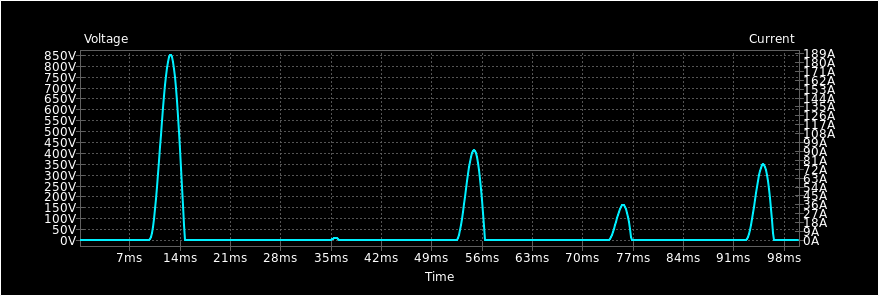 Voltage Current
850V 189A
800V 180A
750V 171A
700V 162A
650V 153A
600V 144A
550V 135A
500V 126A
450V 117A
400V 108A
350V 99A
300V 90A
250V 81A
200V 72A
150V 63A
100V 54A
50V 45A
0V 36A
27A
18A
9A
0A
7ms 14ms 21ms 28ms 35ms 42ms 49ms 56ms 63ms 70ms 77ms 84ms 91ms 98ms
Time